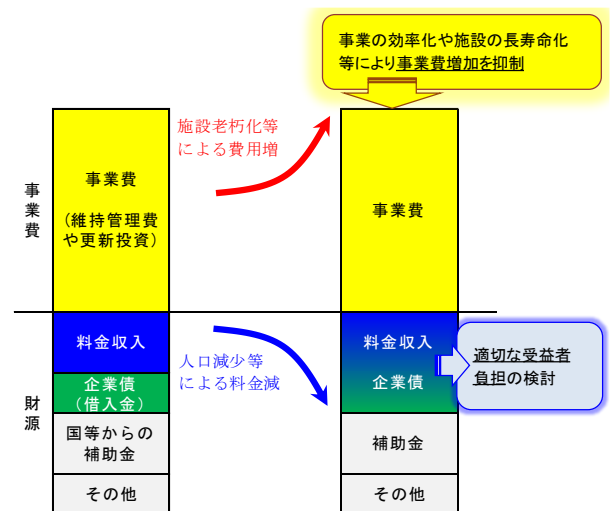 事業の効率化や施設の長寿命化
等により事業費増加を抑制
施設老朽化等
による費用増
事業費
事業費
(維持管理費
や更新投資)
事業費
料金収入
企業債
(借入金)
国等からの
補助金
その他
財源
人口減少等
による料金減
料金収入
企業債
補助金
その他
適切な受益者
負担の検討